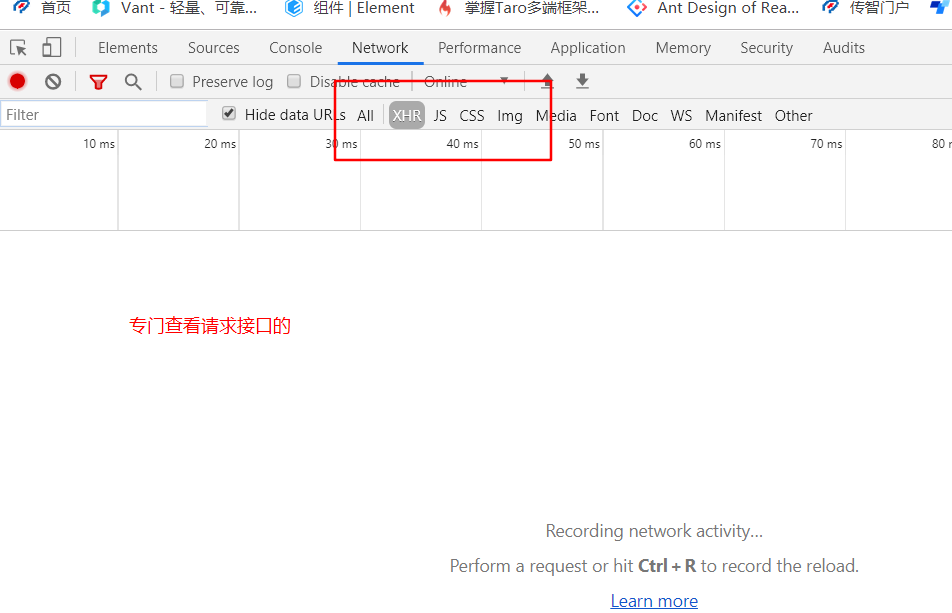 首页 Vant - 轻量、可靠... 组件 | Element 掌握Taro多端框架... Ant Design of Rea... 传智门户
Elements Sources Console Network Performance Application Memory Security Audits
Preserve log Disable cache Online
Filter Hide data URLs All XHR JS CSS Img Media Font Doc WS Manifest Other
10 ms 20 ms 30 ms 40 ms 50 ms 60 ms 70 ms 80 m
专门查看请求接口的
Recording network activity...
Perform a request or hit Ctrl + R to record the reload.
Learn more